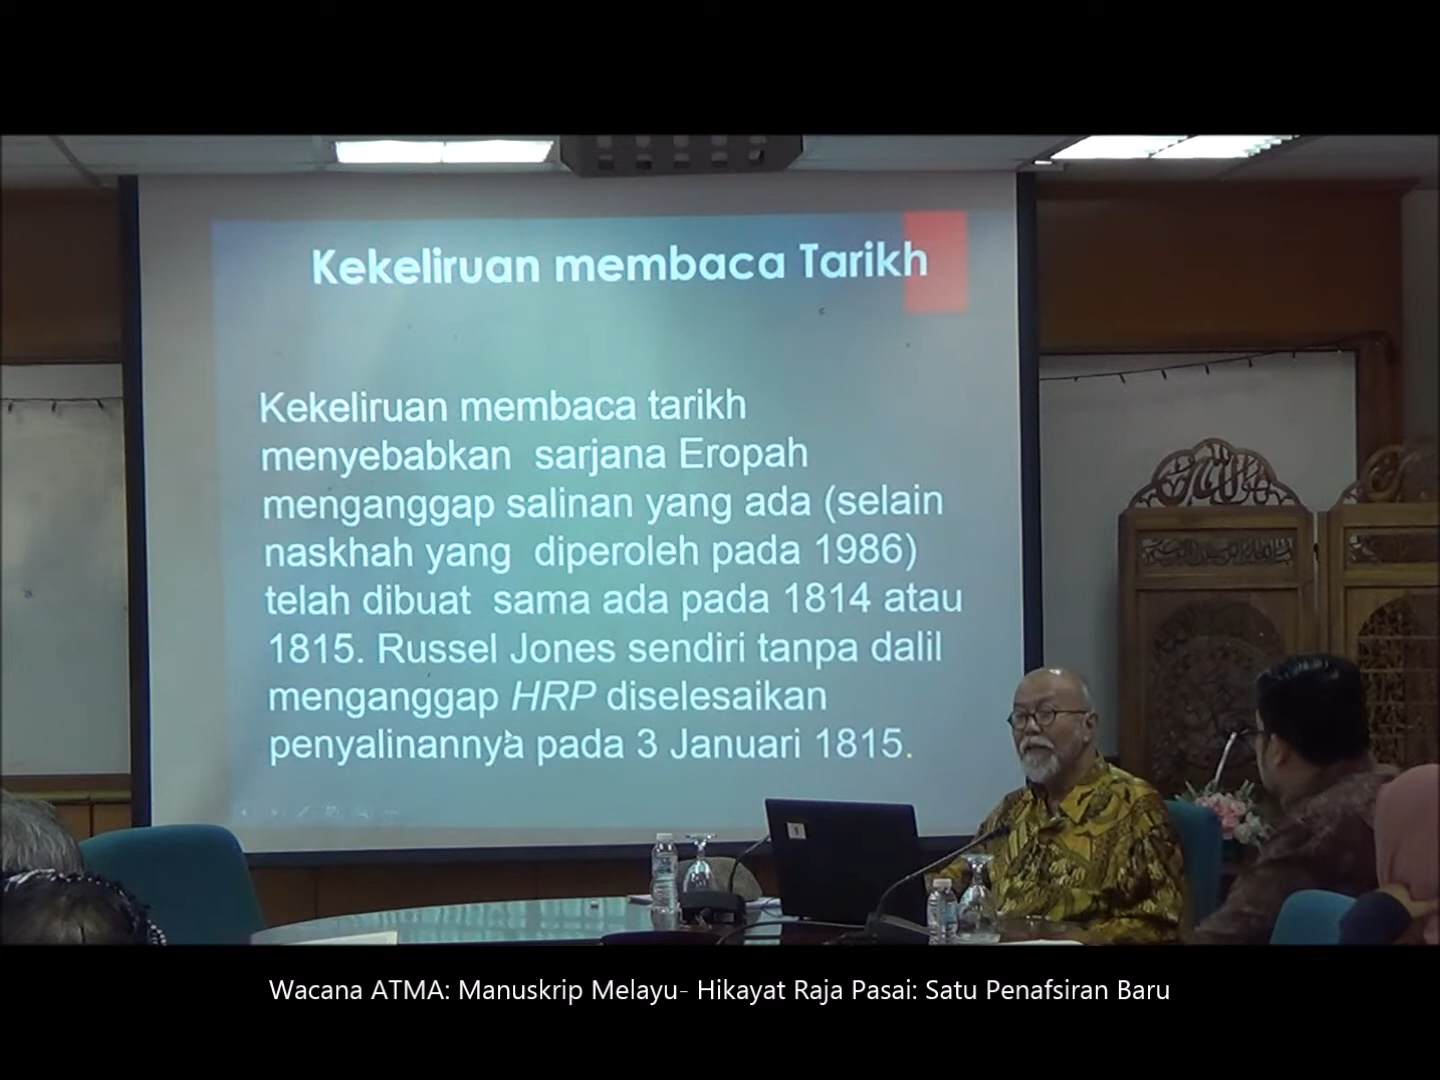 Kekeliruan membaca Tarikh
Kekeliruan membaca tarikh
menyebabkan sarjana Eropah
menganggap salinan yang ada (selain
naskhah yang diperoleh pada 1986)
telah dibuat sama ada pada 1814 atau
1815. Russel Jones sendiri tanpa dalil
menganggap HRP diselesaikan
penyalinannya pada 3 Januari 1815.
Wacana ATMA: Manuskrip Melayu- Hikayat Raja Pasai: Satu Penafsiran Baru